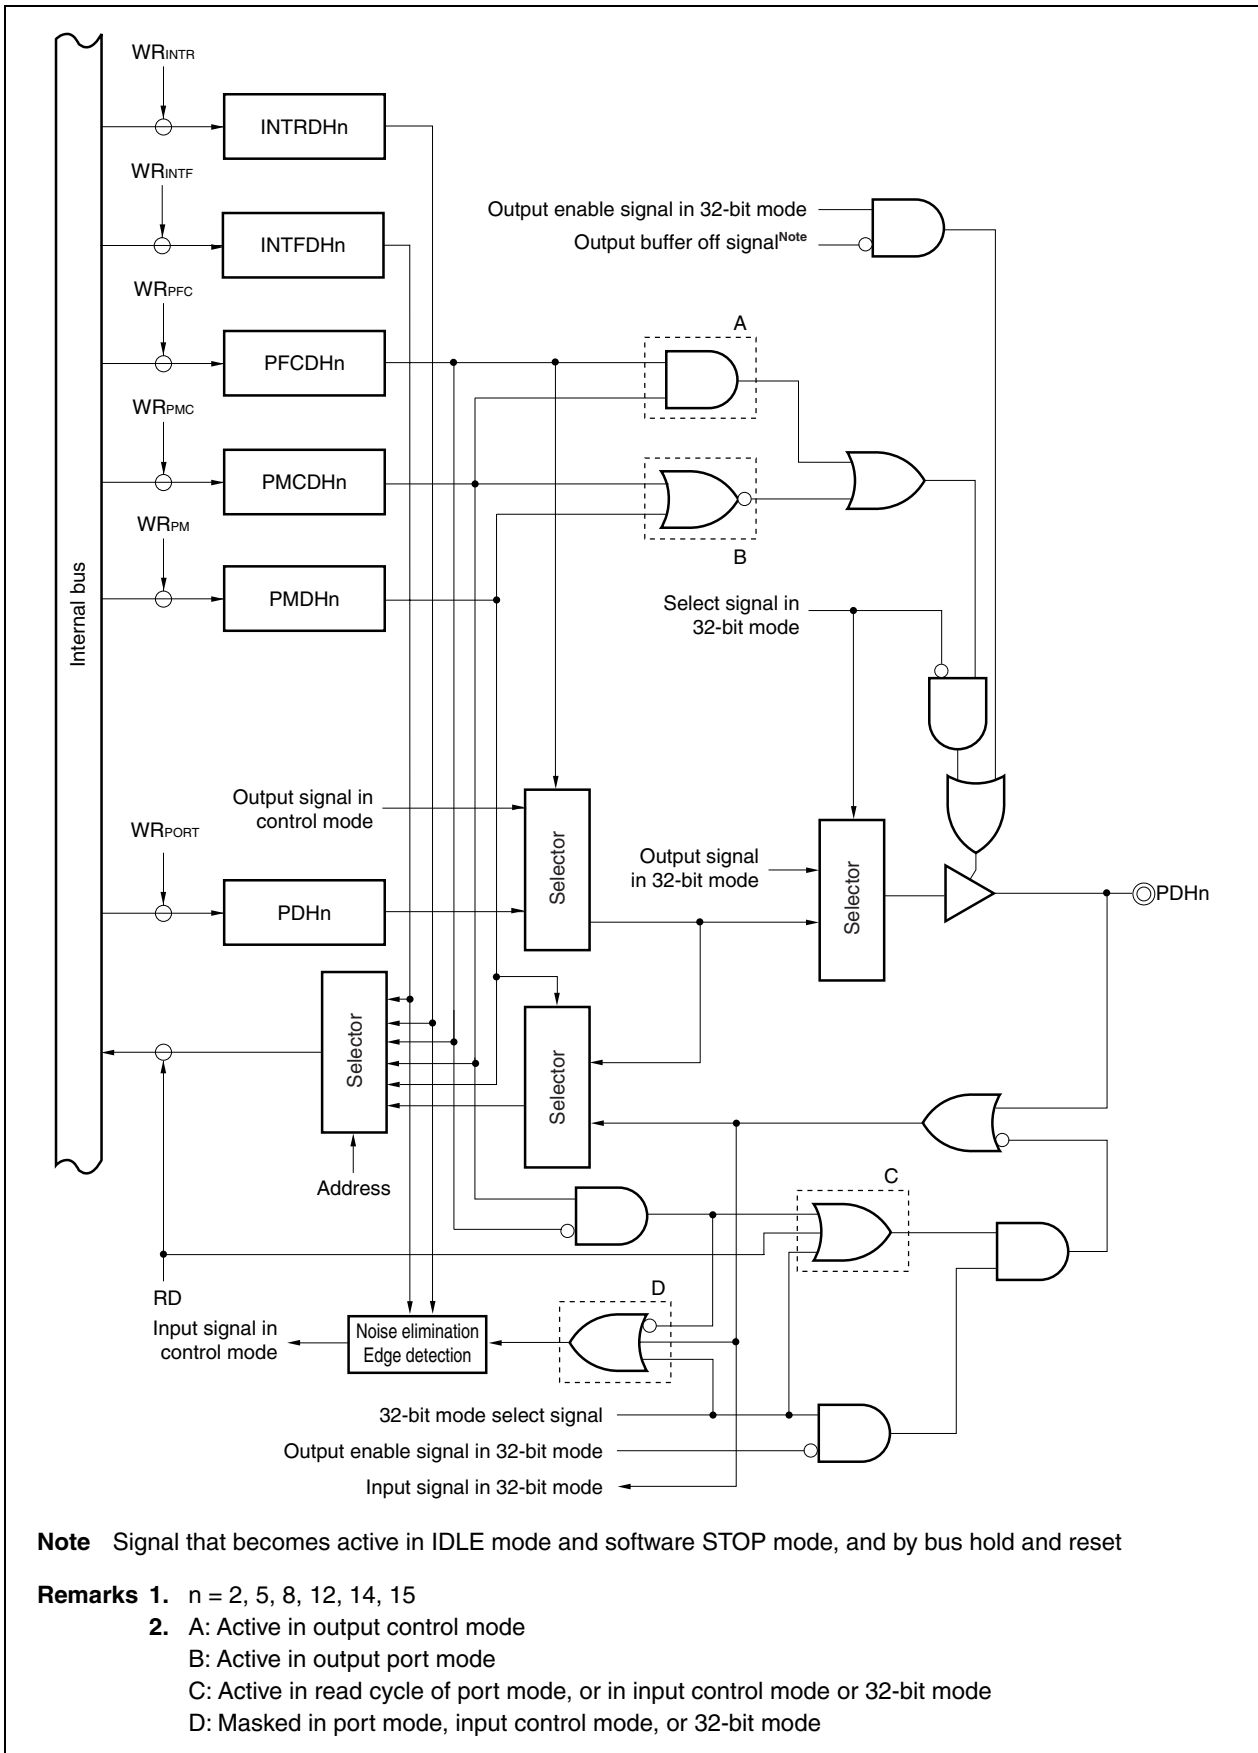 WRINTR
INTRDHn
WRINTF
INTFDHn
Output enable signal in 32-bit mode
Output buffer off signalNote
WRPFC
PFCDHn
A
WRPMC
PMCDHn
B
WRPM
PMDHn
Internal bus
Select signal in
32-bit mode
Output signal in
control mode
Selector
WRPORT
PDHn
Output signal
in 32-bit mode
Selector
PDHn
Selector
Selector
Address
C
RD
D
Input signal in
control mode
Noise elimination
Edge detection
32-bit mode select signal
Output enable signal in 32-bit mode
Input signal in 32-bit mode
Note Signal that becomes active in IDLE mode and software STOP mode, and by bus hold and reset
Remarks 1. n = 2, 5, 8, 12, 14, 15
2. A: Active in output control mode
B: Active in output port mode
C: Active in read cycle of port mode, or in input control mode or 32-bit mode
D: Masked in port mode, input control mode, or 32-bit mode